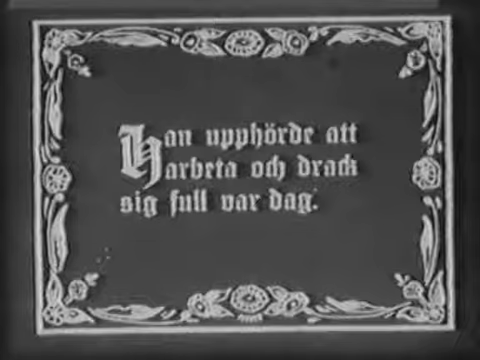 Han upphörde att
arbeta och drack
sig full var dag.